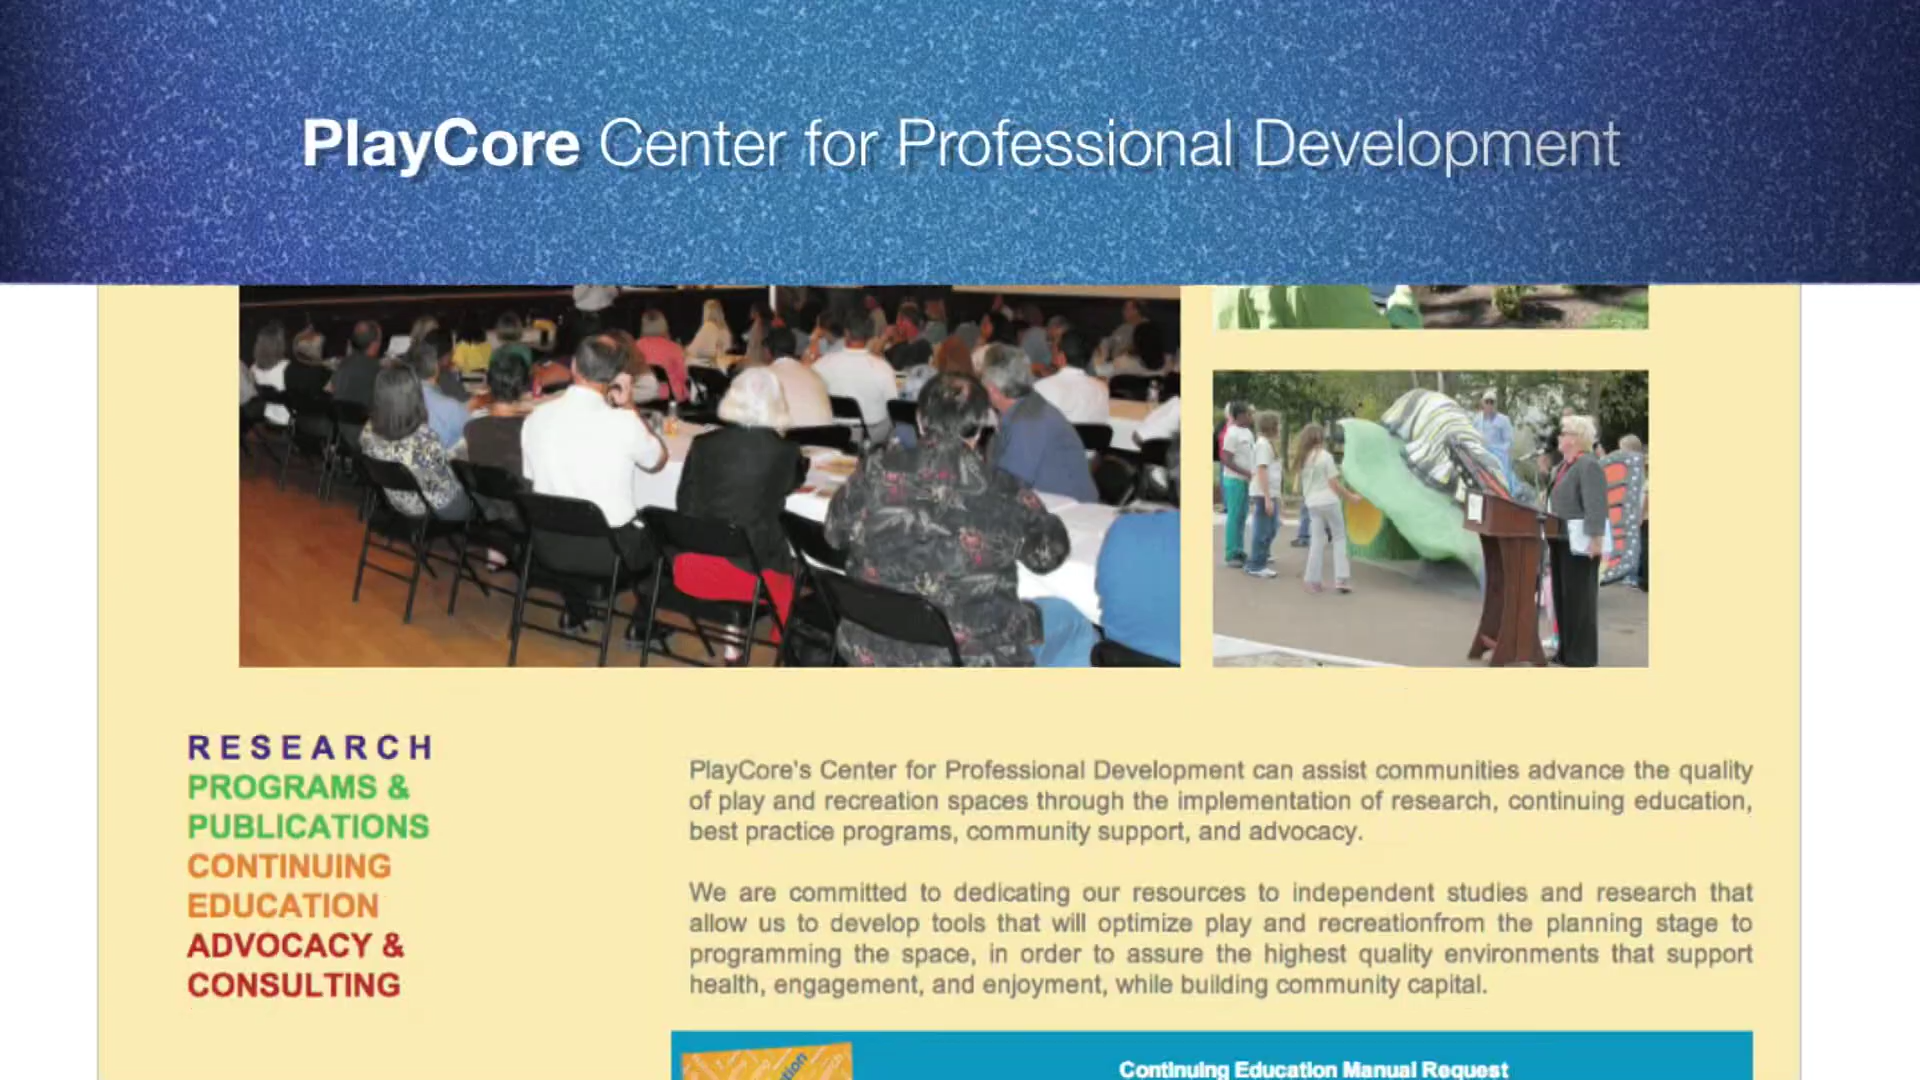 PlayCore Center for Professional Development
RESEARCH
PROGRAMS &
PUBLICATIONS
CONTINUING
EDUCATION
ADVOCACY &
CONSULTING
PlayCore's Center for Professional Development can assist communities advance the quality
of play and recreation spaces through the implementation of research, continuing education,
best practice programs, community support, and advocacy.
We are committed to dedicating our resources to independent studies and research that
allow us to develop tools that will optimize play and recreationfrom the planning stage to
programming the space, in order to assure the highest quality environments that support
health, engagement, and enjoyment, while building community capital.
Continuing Education Manual Request